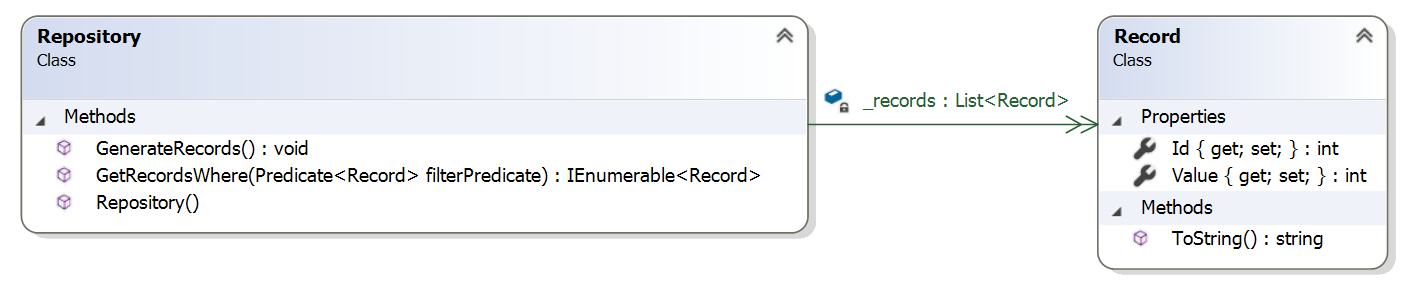 Repository
Class
Methods
GenerateRecords() : void
GetRecordsWhere(Predicate<Record> filterPredicate) : IEnumerable<Record>
Repository()
_records : List<Record>
Record
Class
Properties
Id { get; set; } : int
Value { get; set; } : int
Methods
ToString() : string